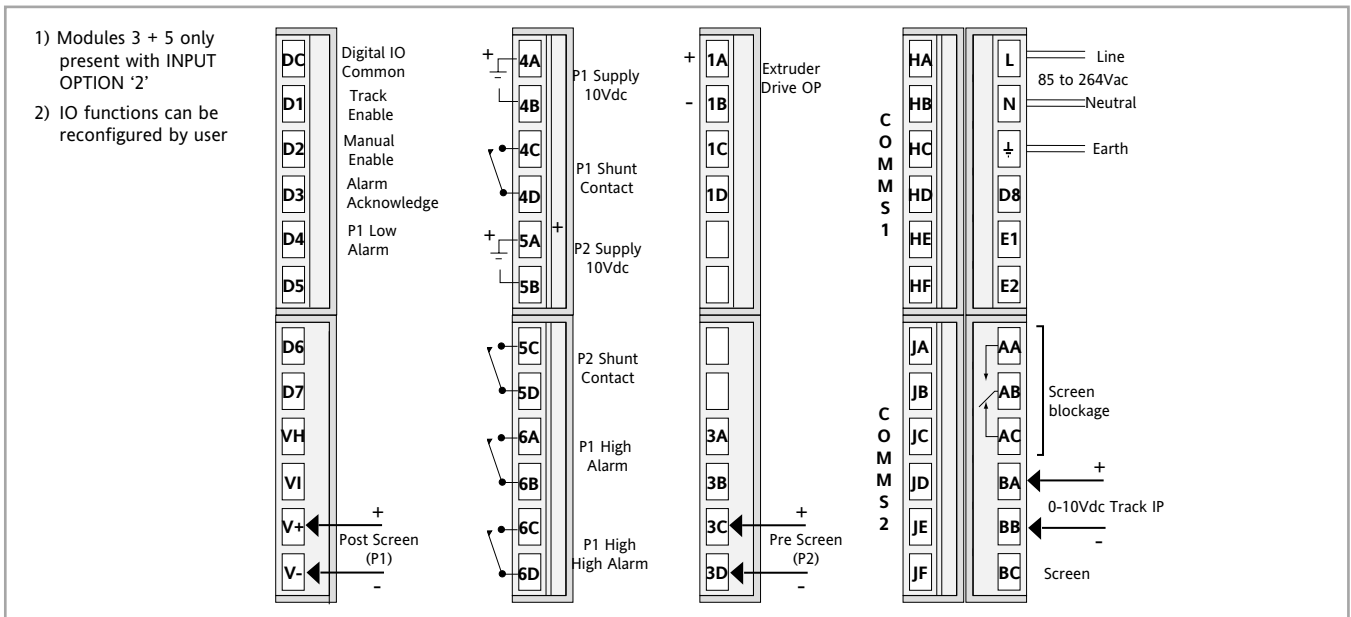 1) Modules 3 + 5 only
present with INPUT
OPTION ‘2’
2) IO functions can be
reconfigured by user
DC
D1
D2
D3
D4
D5
D6
D7
VH
VI
V+
V-
Digital IO
Common
Track
Enable
Manual
Enable
Alarm
Acknowledge
P1 Low
Alarm
+
Post Screen
(P1)
-
+
+
4A
4B
4C
4D
5A
5B
5C
5D
6A
6B
6C
6D
+
P1 Supply
10Vdc
P1 Shunt
Contact
P2 Supply
10Vdc
P2 Shunt
Contact
P1 High
Alarm
P1 High
High Alarm
+
-
1A
1B
1C
1D
3A
3B
3C
3D
Extruder
Drive OP
+
Pre Screen
(P2)
-
COMMS1
HA
HB
HC
HD
HE
HF
COMMS2
JA
JB
JC
JD
JE
JF
L
N
D8
E1
E2
AA
AB
AC
BA
BB
BC
Line
85 to 264Vac
Neutral
Earth
Screen
blockage
+
0-10Vdc Track IP
-
Screen